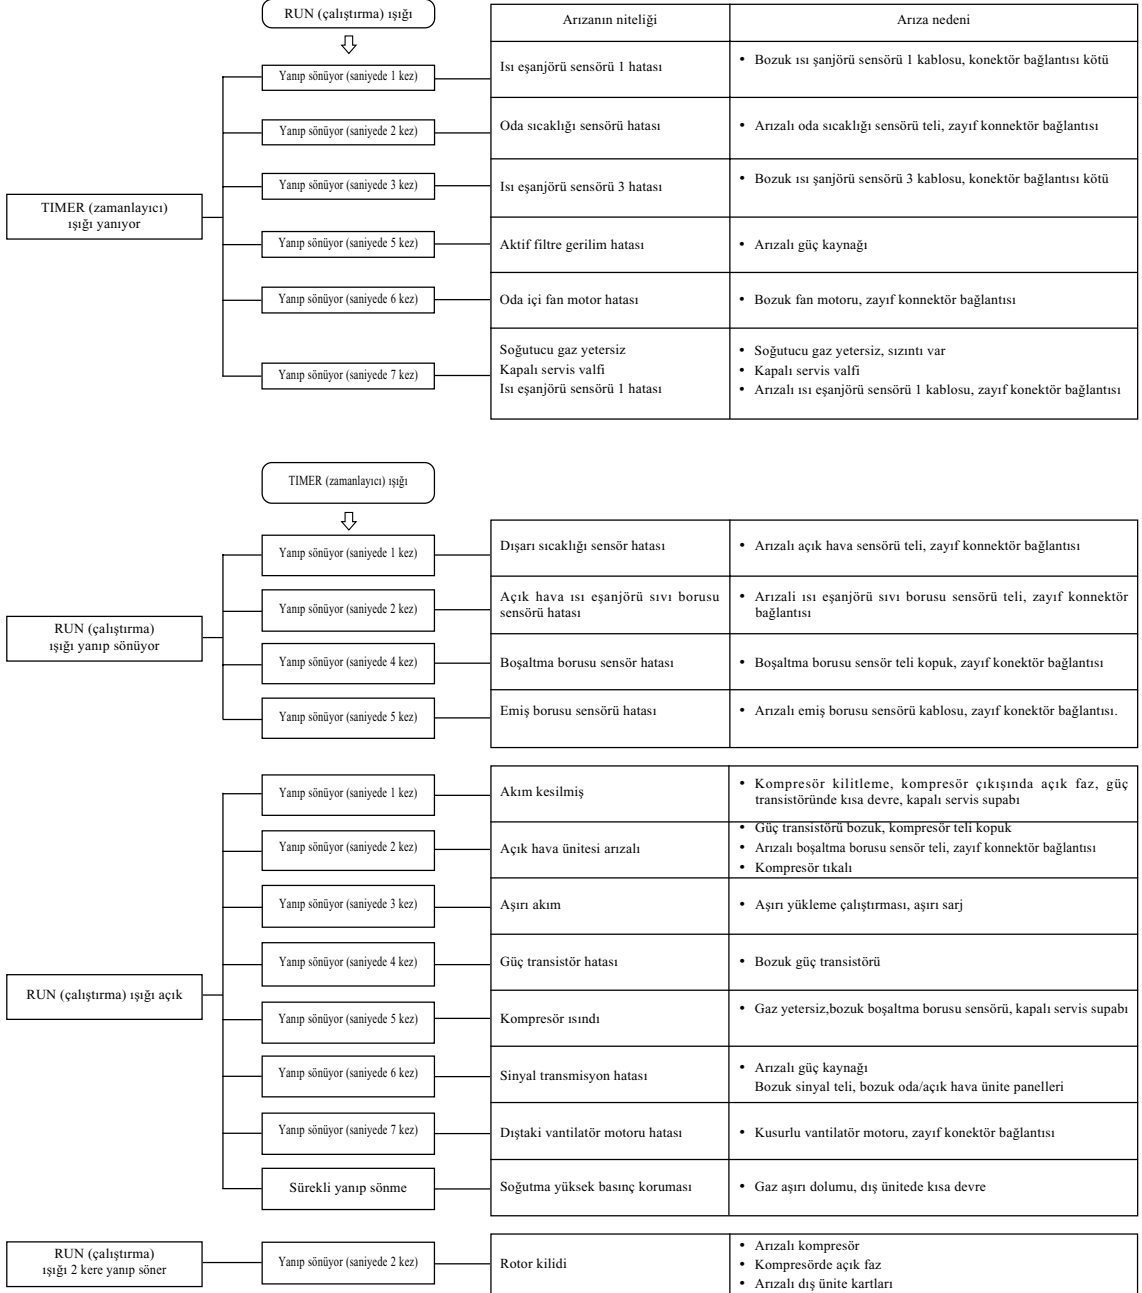 RUN (çalıştırma) ışığı
Arızanın niteliği
Arıza nedeni
TIMER (zamanlayıcı)
ışığı yanıyor
Yanıp sönüyor (saniyede 1 kez)
Isı eşanjörü sensörü 1 hatası
• Bozuk ısı şanjörü sensörü 1 kablosu, konektör bağlantısı kötü
Yanıp sönüyor (saniyede 2 kez)
Oda sıcaklığı sensörü hatası
• Arızalı oda sıcaklığı sensörü teli, zayıf konnektör bağlantısı
Yanıp sönüyor (saniyede 3 kez)
Isı eşanjörü sensörü 3 hatası
• Bozuk ısı şanjörü sensörü 3 kablosu, konektör bağlantısı kötü
Yanıp sönüyor (saniyede 5 kez)
Aktif filtre gerilim hatası
• Arızalı güç kaynağı
Yanıp sönüyor (saniyede 6 kez)
Oda içi fan motor hatası
• Bozuk fan motoru, zayıf konnektör bağlantısı
Yanıp sönüyor (saniyede 7 kez)
Soğutucu gaz yetersiz
Kapalı servis valfi
Isı eşanjörü sensörü 1 hatası
• Soğutucu gaz yetersiz, sızıntı var
• Kapalı servis valfi
• Arızalı ısı eşanjörü sensörü 1 kablosu, zayıf konektör bağlantısı
TIMER (zamanlayıcı) ışığı
RUN (çalıştırma)
ışığı yanıp sönüyor
Yanıp sönüyor (saniyede 1 kez)
Dışarı sıcaklığı sensör hatası
• Arızalı açık hava sensörü teli, zayıf konnektör bağlantısı
Yanıp sönüyor (saniyede 2 kez)
Açık hava ısı eşanjörü sıvı borusu
sensörü hatası
• Arızali ısı eşanjörü sıvı borusu sensörü teli, zayıf konnektör
bağlantısı
Yanıp sönüyor (saniyede 4 kez)
Boşaltma borusu sensör hatası
• Boşaltma borusu sensör teli kopuk, zayıf konektör bağlantısı
Yanıp sönüyor (saniyede 5 kez)
Emiş borusu sensörü hatası
• Arızalı emiş borusu sensörü kablosu, zayıf konektör bağlantısı.
RUN (çalıştırma) ışığı açık
Yanıp sönüyor (saniyede 1 kez)
Akım kesilmiş
• Kompresör kilitleme, kompresör çıkışında açık faz, güç
transistöründe kısa devre, kapalı servis supabı
Yanıp sönüyor (saniyede 2 kez)
Açık hava ünitesi arızalı
• Güç transistörü bozuk, kompresör teli kopuk
• Arızalı boşaltma borusu sensör teli, zayıf konnektör bağlantısı
• Kompresör tıkalı
Yanıp sönüyor (saniyede 3 kez)
Aşırı akım
• Aşırı yükleme çalıştırması, aşırı sarj
Yanıp sönüyor (saniyede 4 kez)
Güç transistör hatası
• Bozuk güç transistörü
Yanıp sönüyor (saniyede 5 kez)
Kompresör ısındı
• Gaz yetersiz,bozuk boşaltma borusu sensörü, kapalı servis supabı
Yanıp sönüyor (saniyede 6 kez)
Sinyal transmisyon hatası
• Arızalı güç kaynağı
Bozuk sinyal teli, bozuk oda/açık hava ünite panelleri
Yanıp sönüyor (saniyede 7 kez)
Dıştaki vantilatör motoru hatası
• Kusurlu vantilatör motoru, zayıf konektör bağlantısı
Sürekli yanıp sönme
Soğutma yüksek basınç koruması
• Gaz aşırı dolumu, dış ünitede kısa devre
RUN (çalıştırma)
ışığı 2 kere yanıp söner
Yanıp sönüyor (saniyede 2 kez)
Rotor kilidi
• Arızalı kompresör
• Kompresörde açık faz
• Arızalı dış ünite kartları